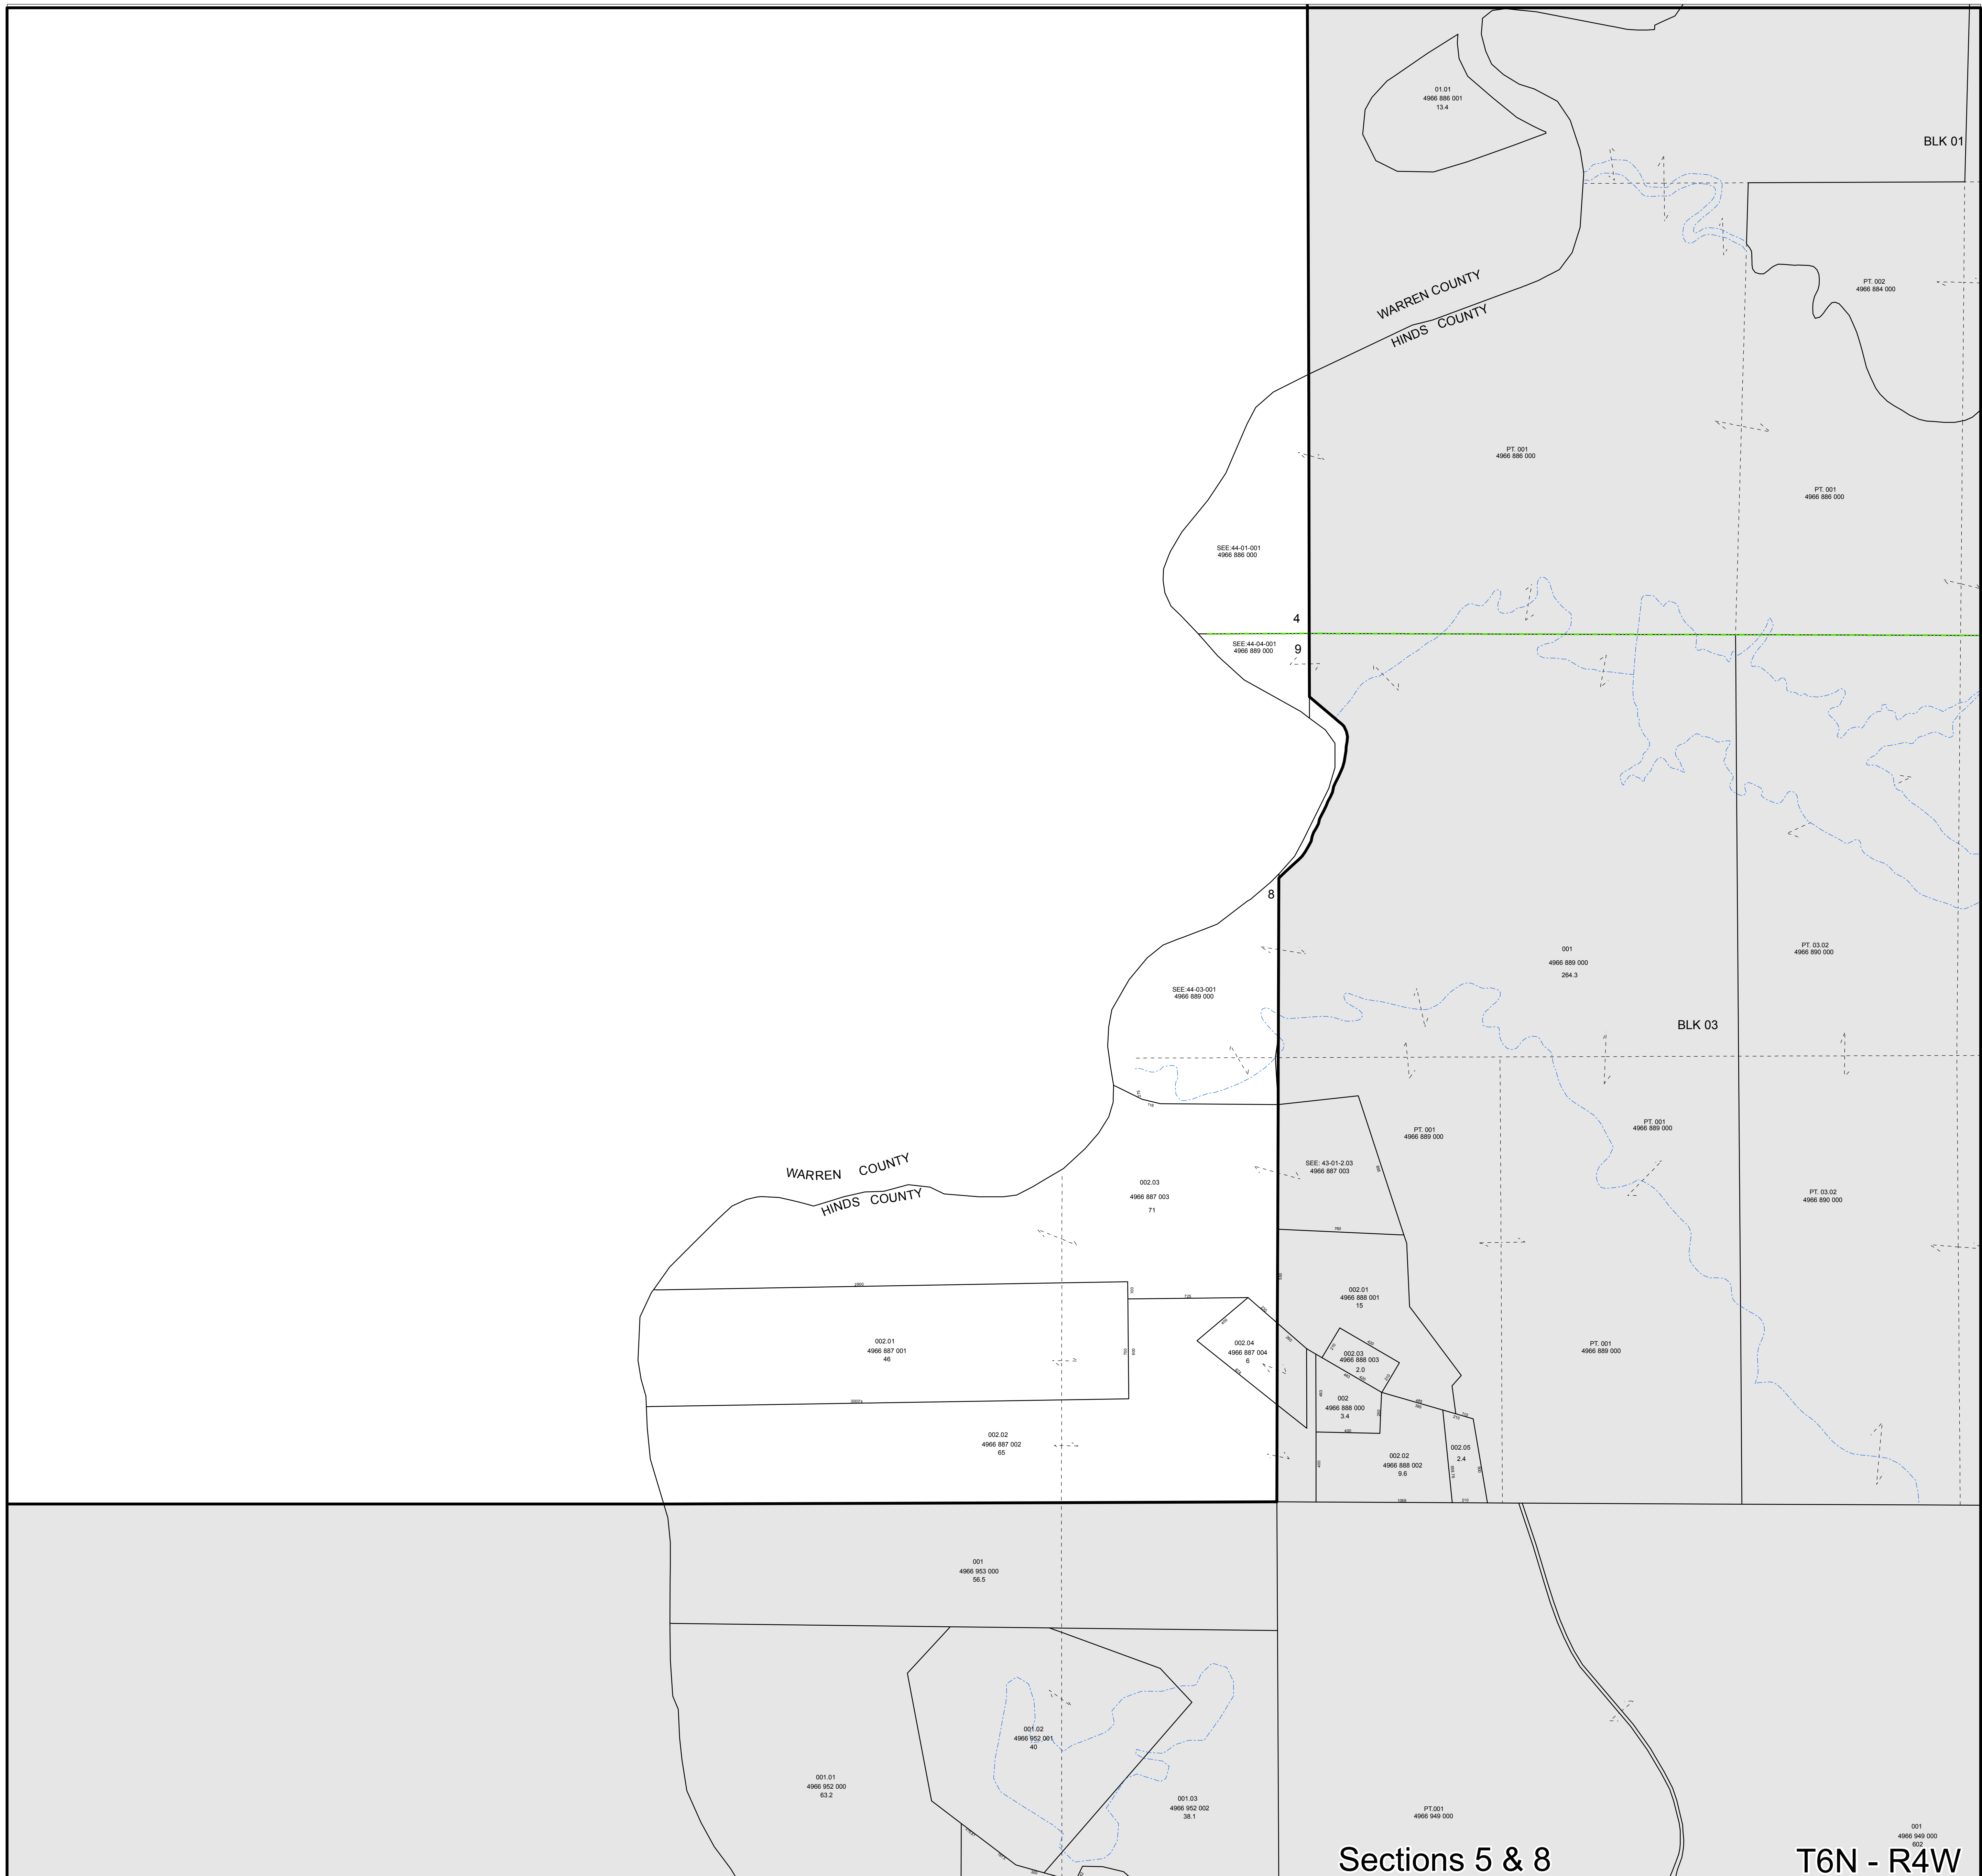 01.01
4966 886 001
13.4
BLK 01
PT. 002
4966 884 000
WARREN COUNTY
HINDS COUNTY
PT. 001
4966 886 000
PT. 001
4966 886 000
SEE:44-01-001
4966 886 000
4
SEE:44-04-001
4966 889 000
9
8
001
4966 889 000
264.3
PT. 03.02
4966 890 000
SEE:44-03-001
4966 889 000
BLK 03
PT. 001
4966 889 000
PT. 001
4966 889 000
WARREN COUNTY
HINDS COUNTY
SEE: 43-01-2.03
4966 887 003
002.03
4966 887 003
71
PT. 03.02
4966 890 000
760
002.01
4966 888 001
15
725
002.01
4966 887 001
46
002.04
4966 887 004
6
002.03
4966 888 003
2.0
PT. 001
4966 889 000
002
4966 888 000
3.4
002.02
4966 887 002
65
002.02
4966 888 002
9.6
002.05
2.4
210
001
4966 953 000
56.5
001.02
4966 952 001
40
001.01
4966 952 000
63.2
001.03
4966 952 002
38.1
PT.001
4966 949 000
001
4966 949 000
602
Sections 5 & 8
T6N - R4W